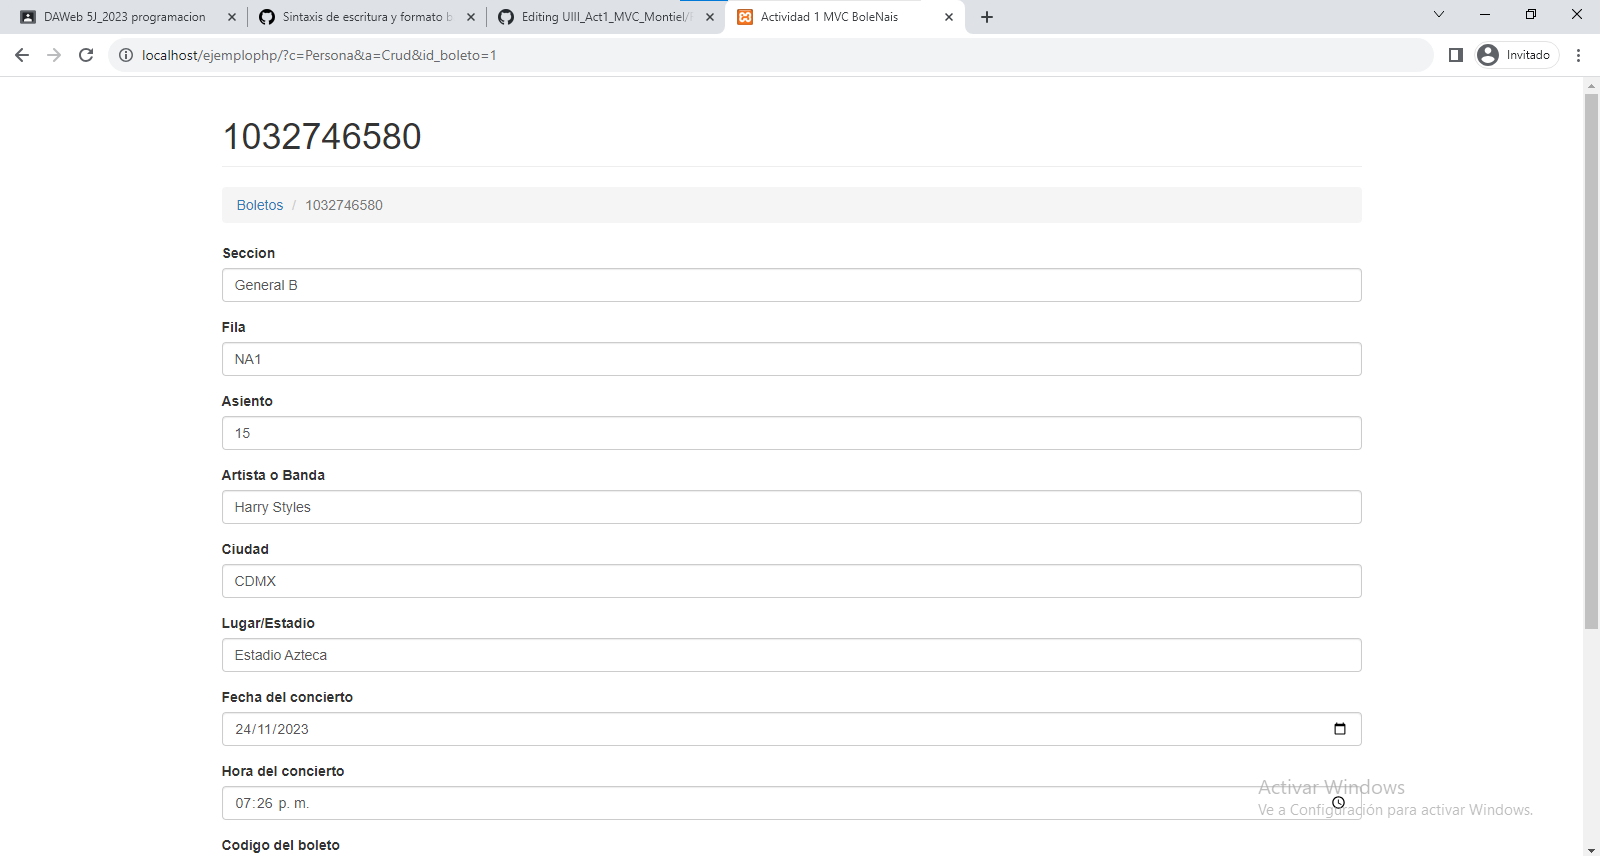 DAWeb 5J_2023 programacion
Sintaxis de escritura y formato b
Editing UIII_Act1_MVC_Montiel/
Actividad 1 MVC BoleNais
localhost/ejemplophp/?c=Persona&a=Crud&id_boleto=1
Invitado
1032746580
Boletos / 1032746580
Seccion
General B
Fila
NA1
Asiento
15
Artista o Banda
Harry Styles
Ciudad
CDMX
Lugar/Estadio
Estadio Azteca
Fecha del concierto
24/11/2023
Hora del concierto
07:26 p. m.
Activar Windows
Ve a Configuración para activar Windows.
Codigo del boleto